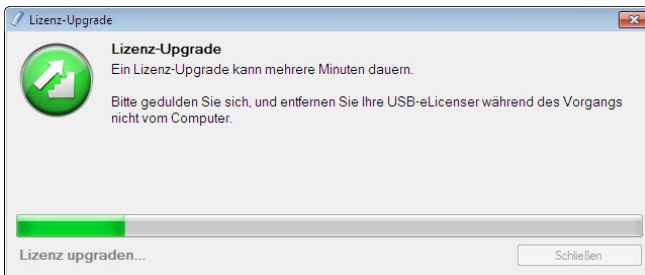 Lizenz-Upgrade
Lizenz-Upgrade
Ein Lizenz-Upgrade kann mehrere Minuten dauern.
Bitte gedulden Sie sich, und entfernen Sie Ihre USB-eLicenser während des Vorgangs
nicht vom Computer.
Lizenz upgraden...
Schließen